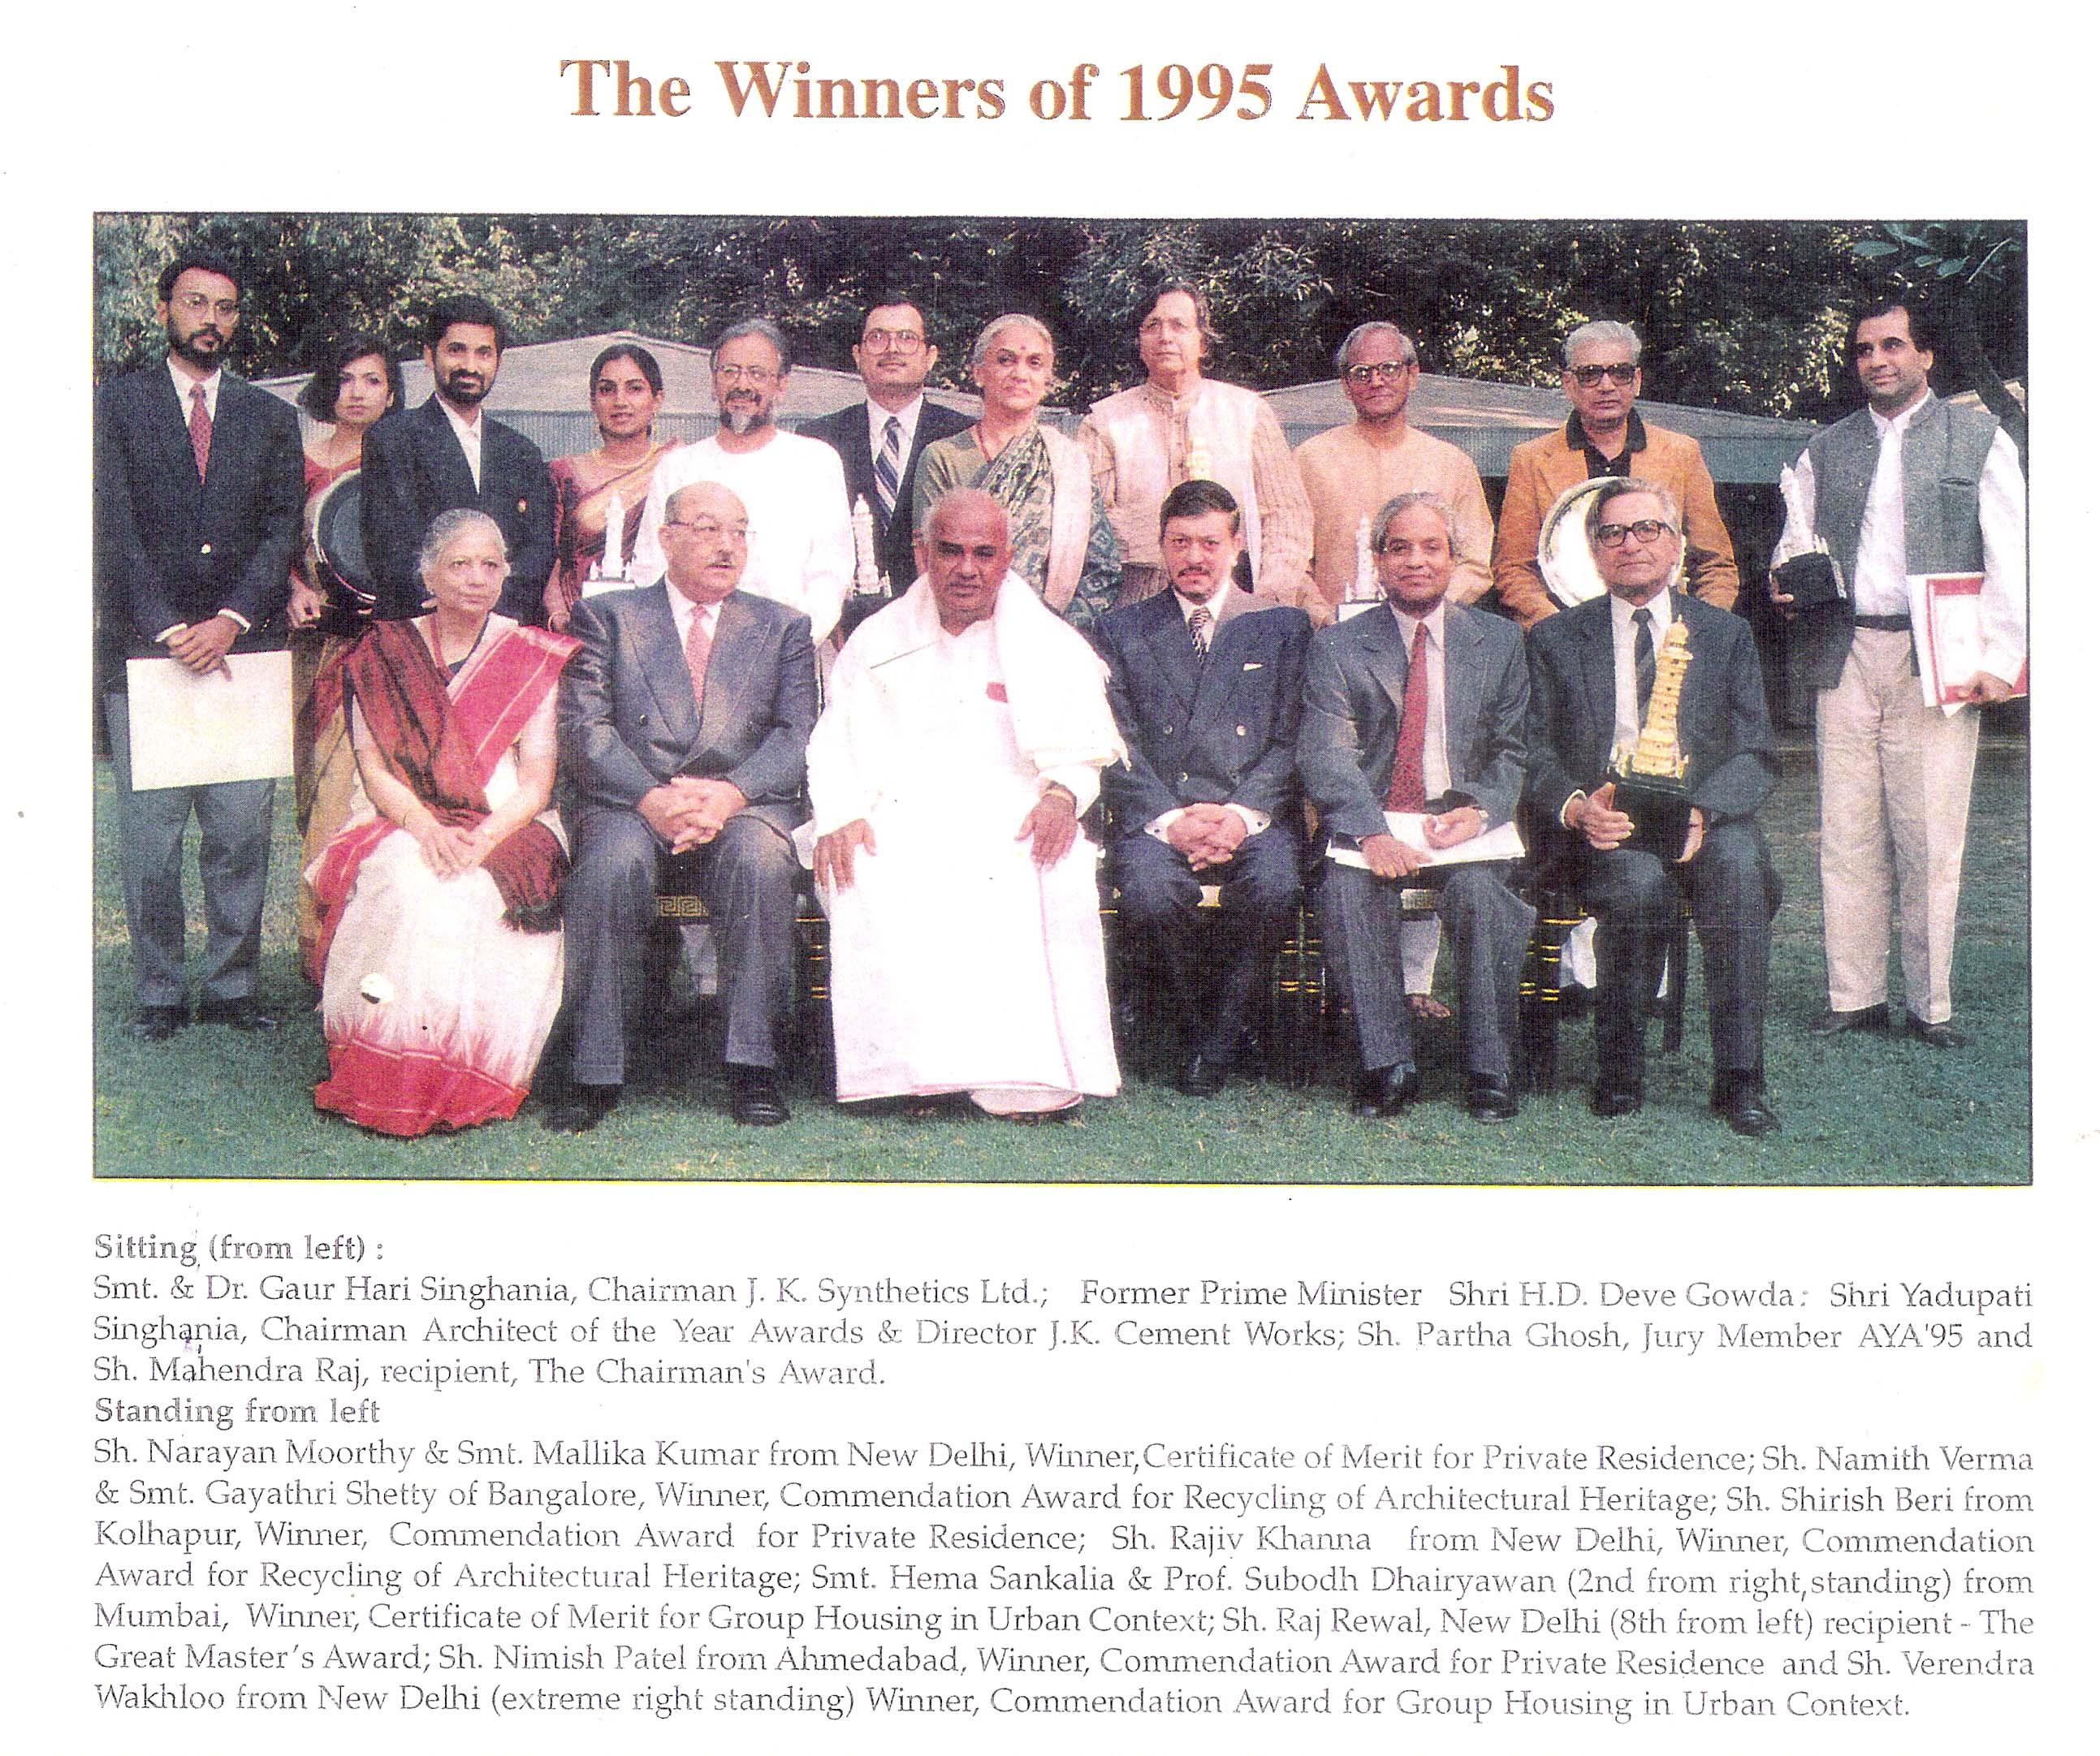 The Winners of 1995 Awards
Sitting (from left) :
Smt. & Dr. Gaur Hari Singhania, Chairman J. K. Synthetics Ltd.; Former Prime Minister Shri H.D. Deve Gowda: Shri Yadupati
Singhania, Chairman Architect of the Year Awards & Director J.K. Cement Works; Sh. Partha Ghosh, Jury Member AYA'95 and
Sh. Mahendra Raj, recipient, The Chairman's Award.
Standing from left
Sh. Narayan Moorthy & Smt. Mallika Kumar from New Delhi, Winner,Certificate of Merit for Private Residence; Sh. Namith Verma
& Smt. Gayathri Shetty of Bangalore, Winner, Commendation Award for Recycling of Architectural Heritage; Sh. Shirish Beri from
Kolhapur, Winner, Commendation Award for Private Residence; Sh. Rajiv Khanna from New Delhi, Winner, Commendation
Award for Recycling of Architectural Heritage; Smt. Hema Sankalia & Prof. Subodh Dhairyawan (2nd from right,standing) from
Mumbai, Winner, Certificate of Merit for Group Housing in Urban Context; Sh. Raj Rewal, New Delhi (8th from left) recipient - The
Great Master's Award; Sh. Nimish Patel from Ahmedabad, Winner, Commendation Award for Private Residence and Sh. Verendra
Wakhloo from New Delhi (extreme right standing) Winner, Commendation Award for Group Housing in Urban Context.